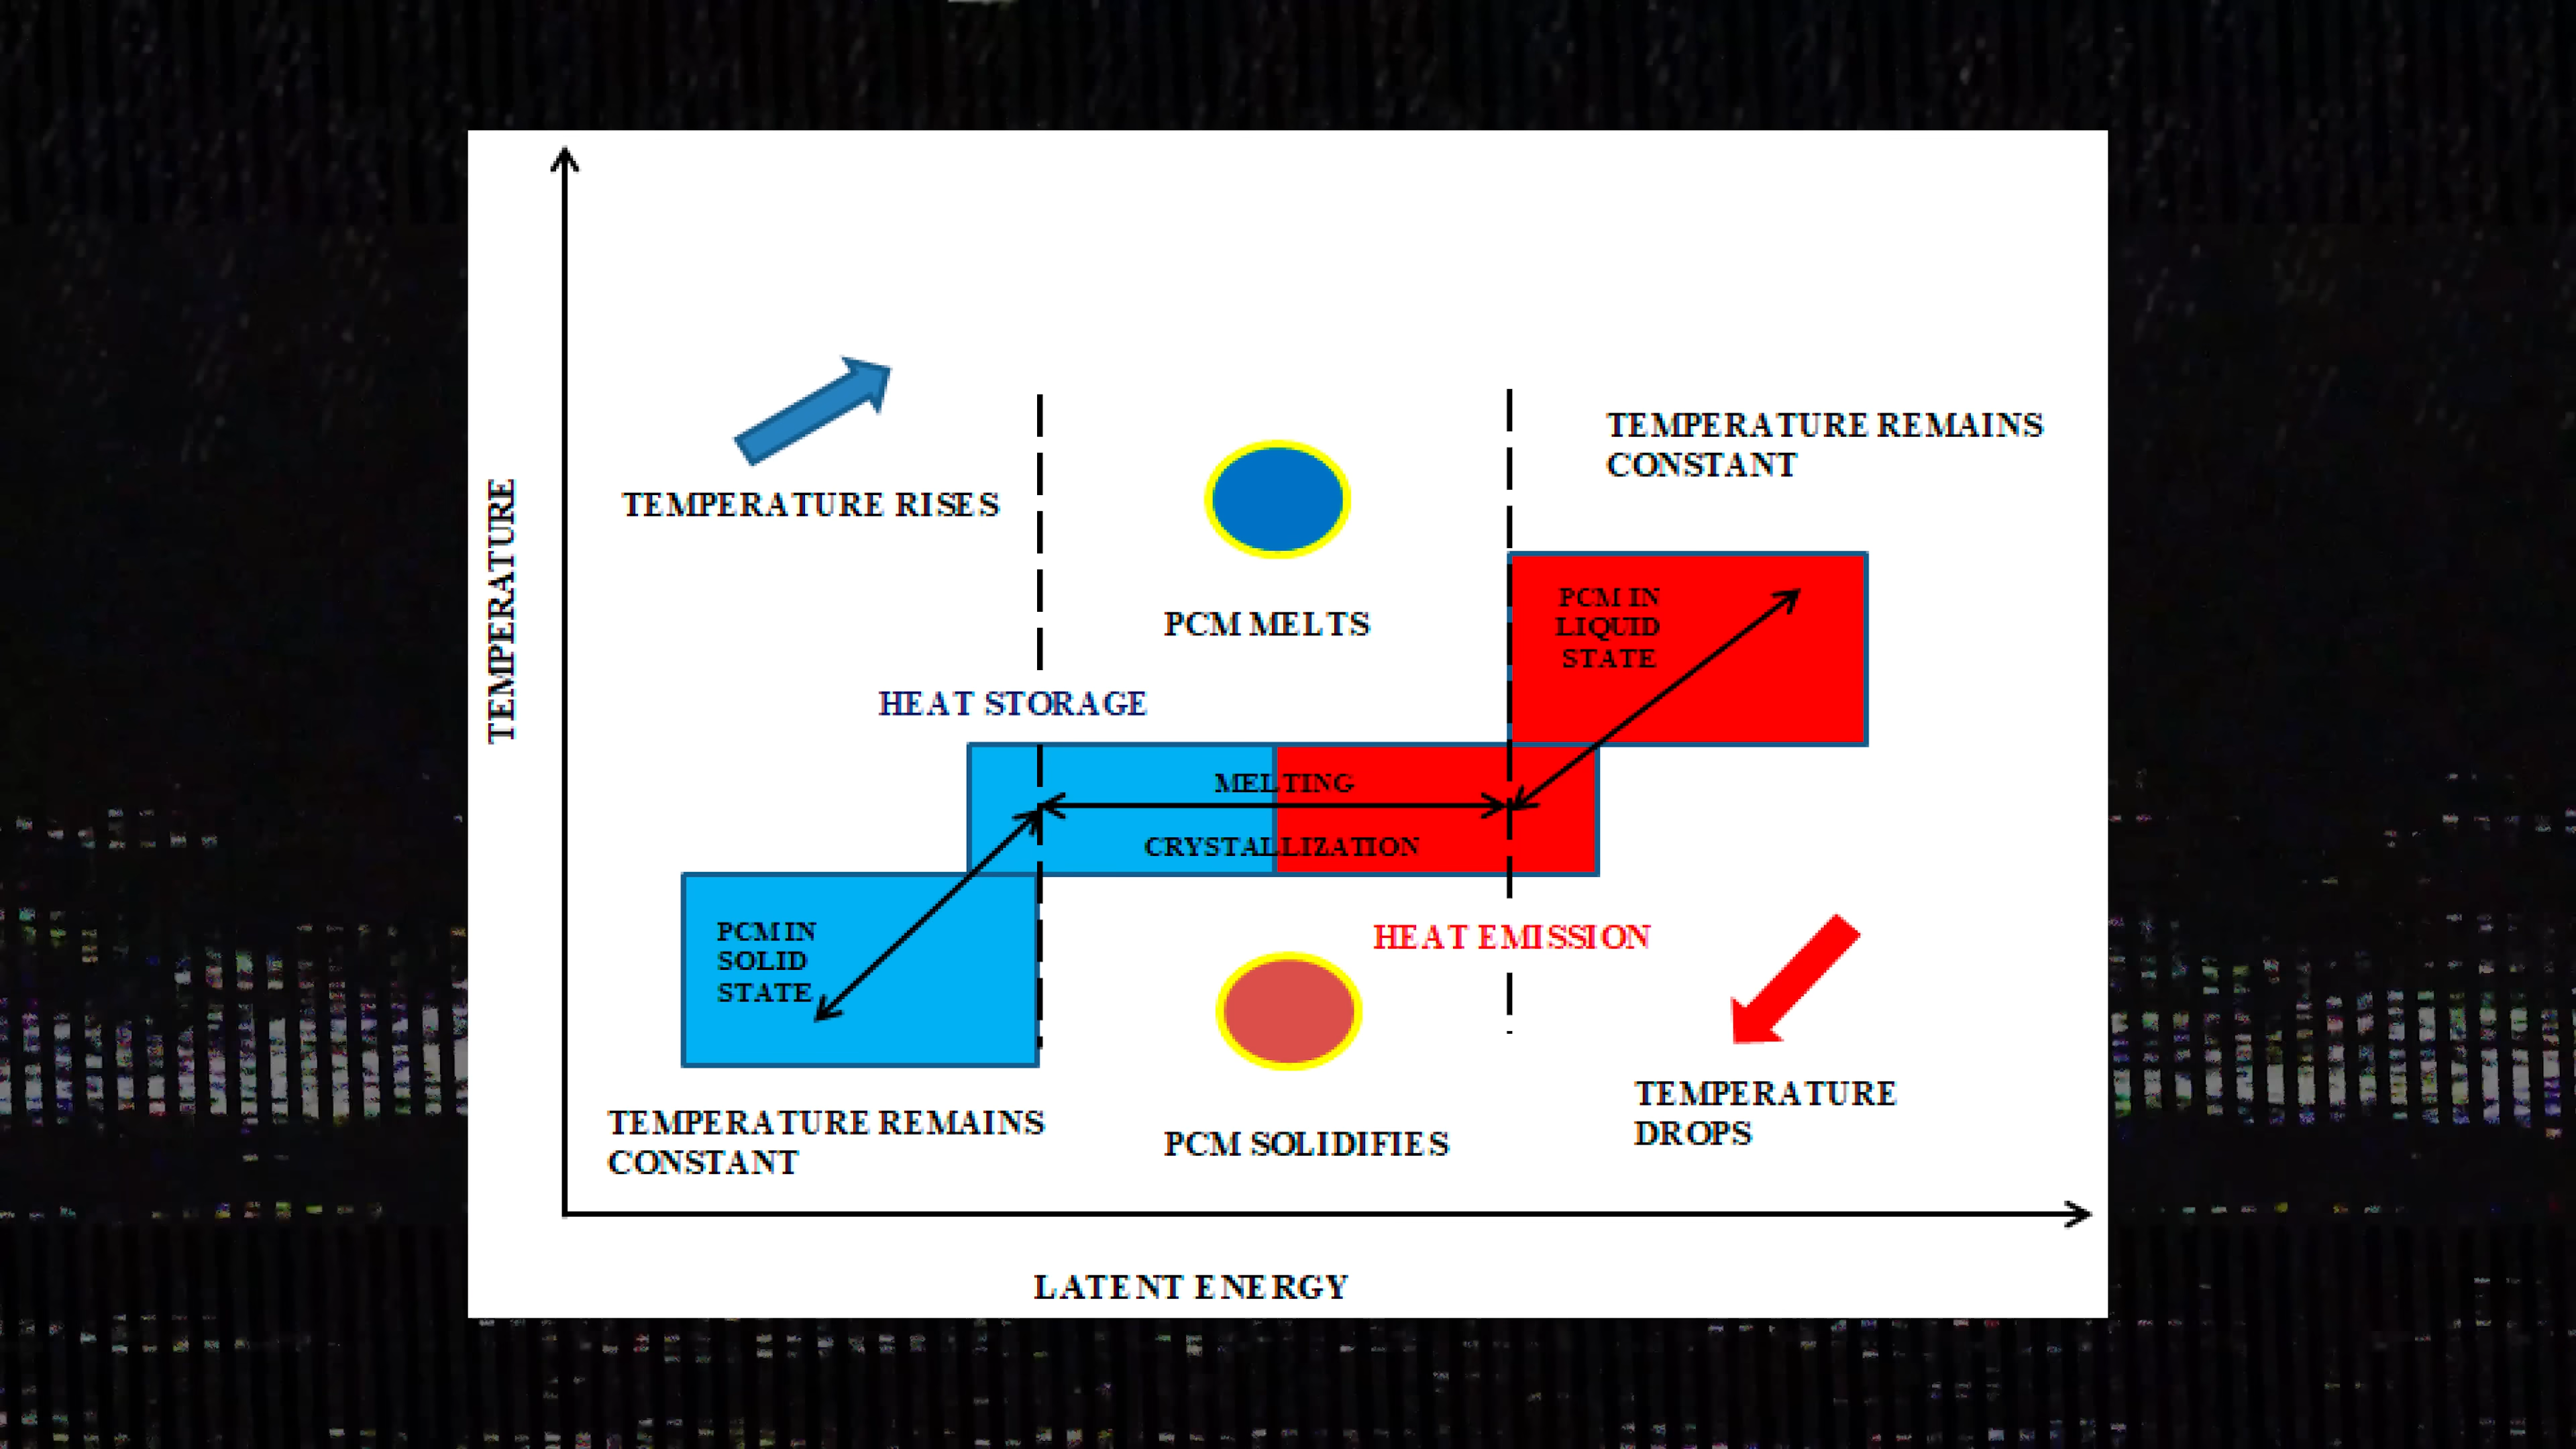 TEMPERATURE
TEMPERATURE RISES
TEMPERATURE REMAINS
CONSTANT
PCM MELTS
PCM IN
LIQUID
STATE
HEAT STORAGE
MELTING
CRYSTALLIZATION
PCM IN
SOLID
STATE
HEAT EMISSION
TEMPERATURE REMAINS
CONSTANT
PCM SOLIDIFIES
TEMPERATURE
DROPS
LATENT ENERGY